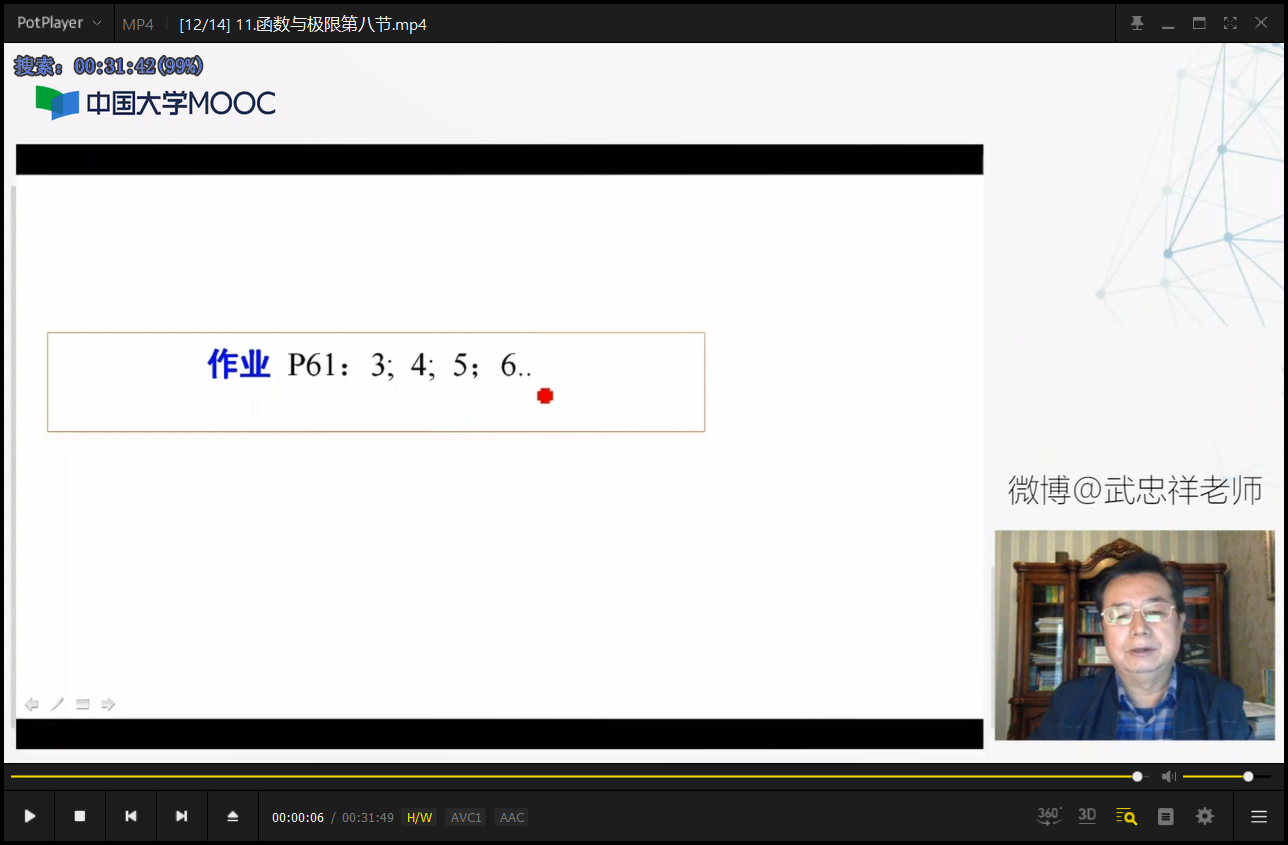 PotPlayer MP4 [12/14] 11.函数与极限第八节.mp4
搜索: 00:31:42(99%)
中国大学MOOC
作业 P61：3; 4; 5；6..
微博@武忠祥老师
00:00:06 / 00:31:49 H/W AVC1 AAC 360° 3D